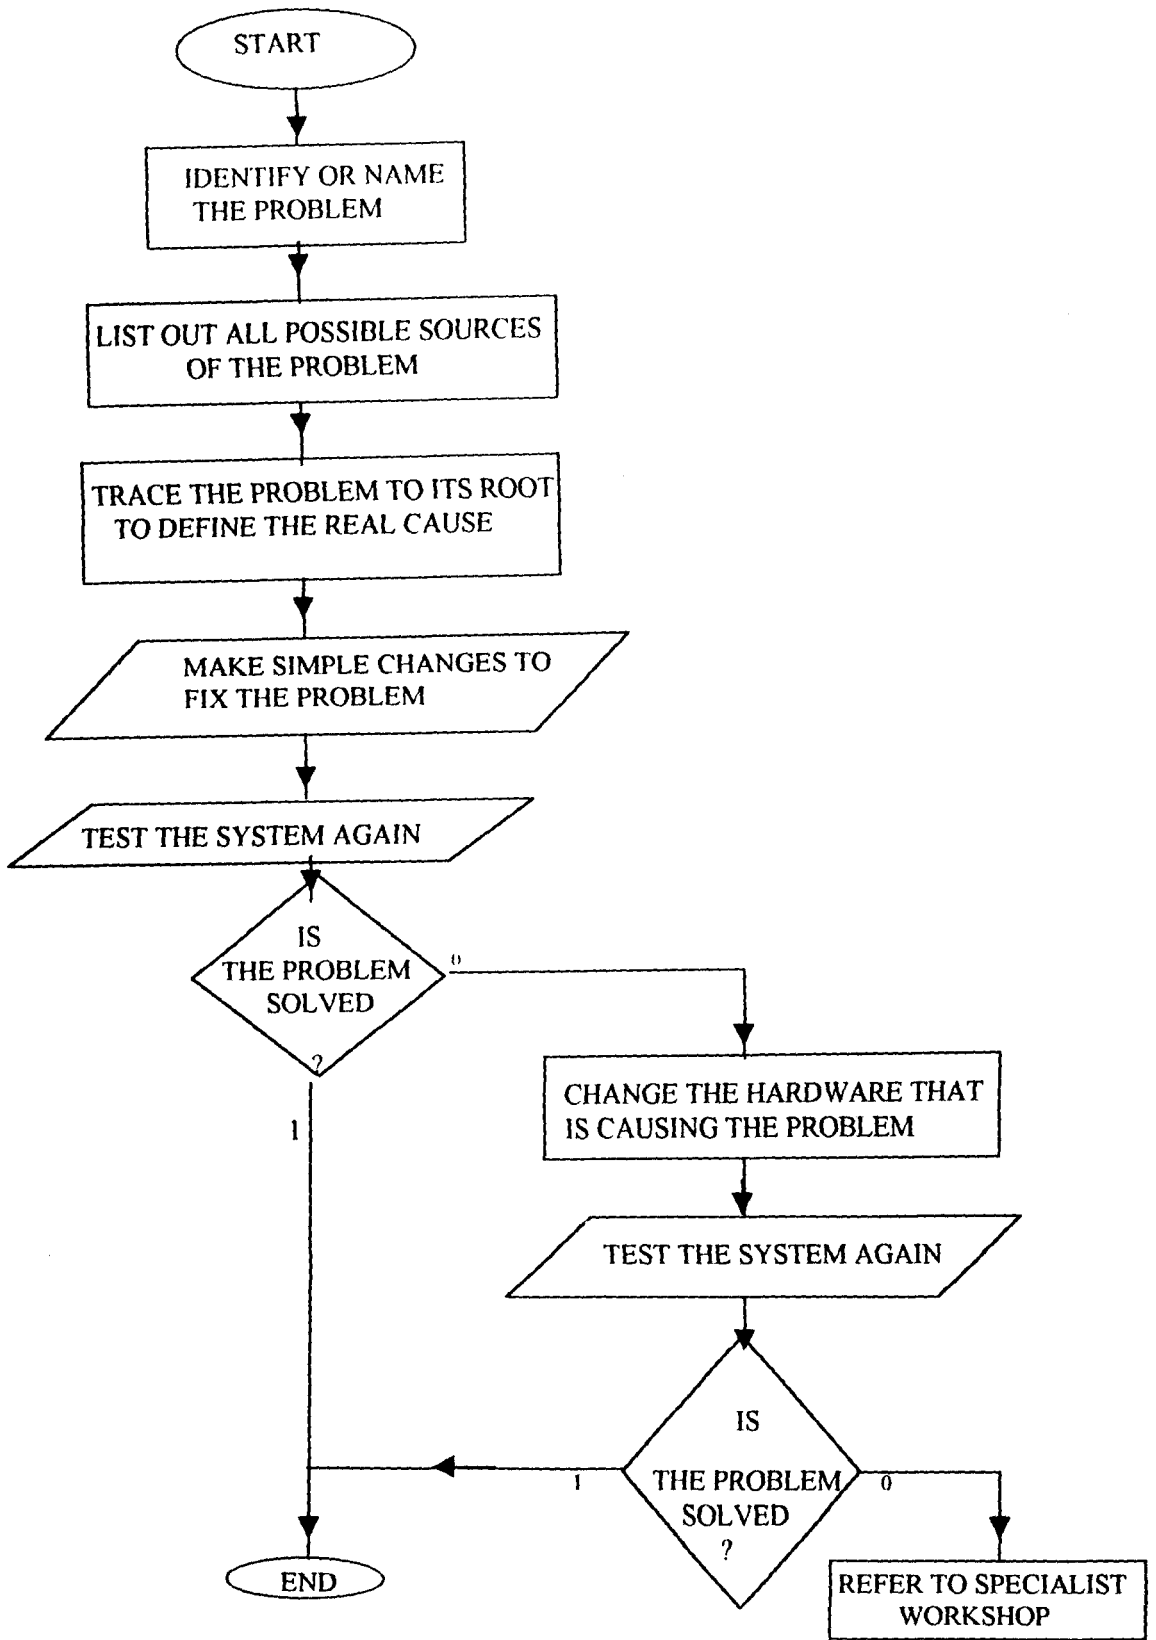 START
IDENTIFY OR NAME
THE PROBLEM
LIST OUT ALL POSSIBLE SOURCES
OF THE PROBLEM
TRACE THE PROBLEM TO ITS ROOT
TO DEFINE THE REAL CAUSE
MAKE SIMPLE CHANGES TO
FIX THE PROBLEM
TEST THE SYSTEM AGAIN
IS
THE PROBLEM
SOLVED
?
0
1
CHANGE THE HARDWARE THAT
IS CAUSING THE PROBLEM
TEST THE SYSTEM AGAIN
IS
THE PROBLEM
SOLVED
?
1
0
END
REFER TO SPECIALIST
WORKSHOP